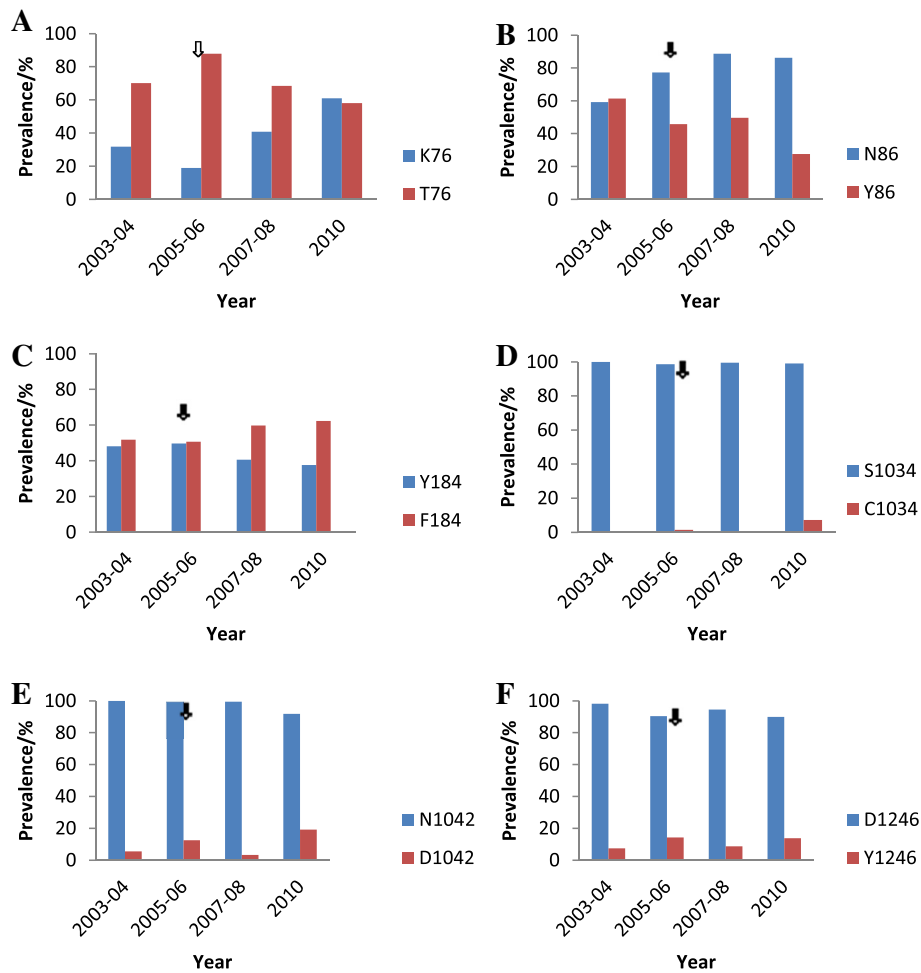 A
Prevalence/%
100
80
60
40
20
0
2003-04
2005-06
2007-08
2010
Year
K76
T76
B
Prevalence/%
100
80
60
40
20
0
2003-04
2005-06
2007-08
2010
Year
N86
Y86
C
Prevalence/%
100
80
60
40
20
0
2003-04
2005-06
2007-08
2010
Year
Y184
F184
D
Prevalence/%
100
80
60
40
20
0
2003-04
2005-06
2007-08
2010
Year
S1034
C1034
E
Prevalence/%
100
80
60
40
20
0
2003-04
2005-06
2007-08
2010
Year
N1042
D1042
F
Prevalence/%
100
80
60
40
20
0
2003-04
2005-06
2007-08
2010
Year
D1246
Y1246